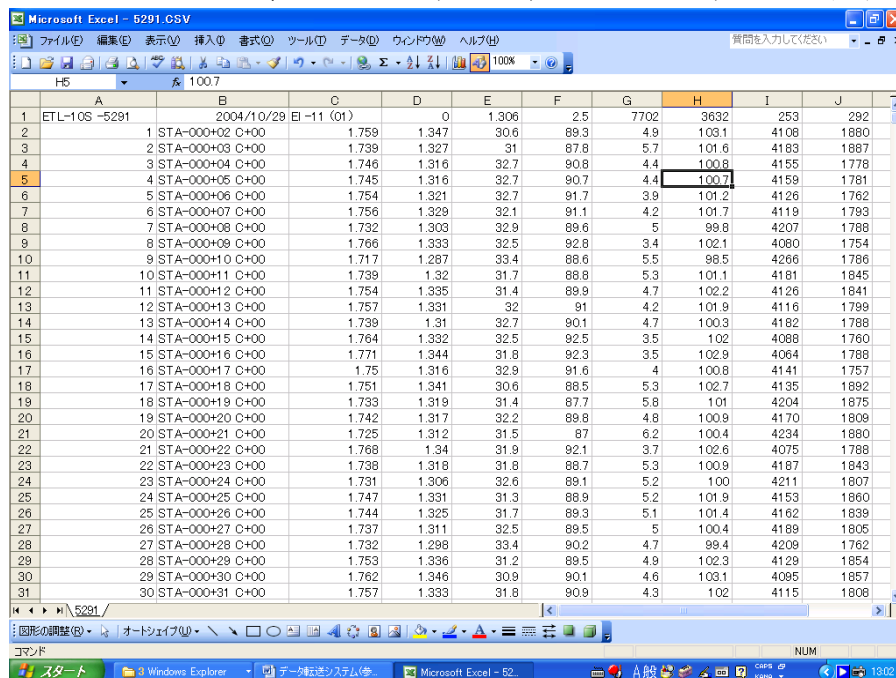 Microsoft Excel - 5291.CSV
ファイル(F) 編集(E) 表示(V) 挿入(I) 書式(O) ツール(T) データ(D) ウィンドウ(W) ヘルプ(H) 質問を入力してください
100%
H5 fx 100.7
A B C D E F G H I J
1 ETL-10S -5291 2004/10/29 EI -11 (01) 0 1.306 2.5 7702 3632 253 292
2 1 STA-000+02 C+00 1.759 1.347 30.6 89.3 4.9 103.1 4108 1880
3 2 STA-000+03 C+00 1.739 1.327 31 87.8 5.7 101.6 4183 1887
4 3 STA-000+04 C+00 1.746 1.316 32.7 90.8 4.4 100.8 4155 1778
5 4 STA-000+05 C+00 1.745 1.316 32.7 90.7 4.4 100.7 4159 1781
6 5 STA-000+06 C+00 1.754 1.321 32.7 91.7 3.9 101.2 4126 1762
7 6 STA-000+07 C+00 1.756 1.329 32.1 91.1 4.2 101.7 4119 1793
8 7 STA-000+08 C+00 1.732 1.303 32.9 89.6 5 99.8 4207 1788
9 8 STA-000+09 C+00 1.766 1.333 32.5 92.8 3.4 102.1 4080 1754
10 9 STA-000+10 C+00 1.717 1.287 33.4 88.6 5.5 98.5 4266 1786
11 10 STA-000+11 C+00 1.739 1.32 31.7 88.8 5.3 101.1 4181 1845
12 11 STA-000+12 C+00 1.754 1.335 31.4 89.9 4.7 102.2 4126 1841
13 12 STA-000+13 C+00 1.757 1.331 32 91 4.2 101.9 4116 1799
14 13 STA-000+14 C+00 1.739 1.31 32.7 90.1 4.7 100.3 4182 1788
15 14 STA-000+15 C+00 1.764 1.332 32.5 92.5 3.5 102 4088 1760
16 15 STA-000+16 C+00 1.771 1.344 31.8 92.3 3.5 102.9 4064 1788
17 16 STA-000+17 C+00 1.75 1.316 32.9 91.6 4 100.8 4141 1757
18 17 STA-000+18 C+00 1.751 1.341 30.6 88.5 5.3 102.7 4135 1892
19 18 STA-000+19 C+00 1.733 1.319 31.4 87.7 5.8 101 4204 1875
20 19 STA-000+20 C+00 1.742 1.317 32.2 89.8 4.8 100.9 4170 1809
21 20 STA-000+21 C+00 1.725 1.312 31.5 87 6.2 100.4 4234 1880
22 21 STA-000+22 C+00 1.768 1.34 31.9 92.1 3.7 102.6 4075 1788
23 22 STA-000+23 C+00 1.738 1.318 31.8 88.7 5.3 100.9 4187 1843
24 23 STA-000+24 C+00 1.731 1.306 32.6 89.1 5.2 100 4211 1807
25 24 STA-000+25 C+00 1.747 1.331 31.3 88.9 5.2 101.9 4153 1860
26 25 STA-000+26 C+00 1.744 1.325 31.7 89.3 5.1 101.4 4162 1839
27 26 STA-000+27 C+00 1.737 1.311 32.5 89.5 5 100.4 4189 1805
28 27 STA-000+28 C+00 1.732 1.298 33.4 90.2 4.7 99.4 4209 1762
29 28 STA-000+29 C+00 1.753 1.336 31.2 89.5 4.9 102.3 4129 1854
30 29 STA-000+30 C+00 1.762 1.346 30.9 90.1 4.6 103.1 4095 1857
31 30 STA-000+31 C+00 1.757 1.333 31.8 90.9 4.3 102 4115 1808
5291
図形の調整(R) オートシェイプ(U)
コマンド NUM
スタート 3 Windows Explorer データ転送システム(参... Microsoft Excel - 52... A 般 CAPS KANA 13:02